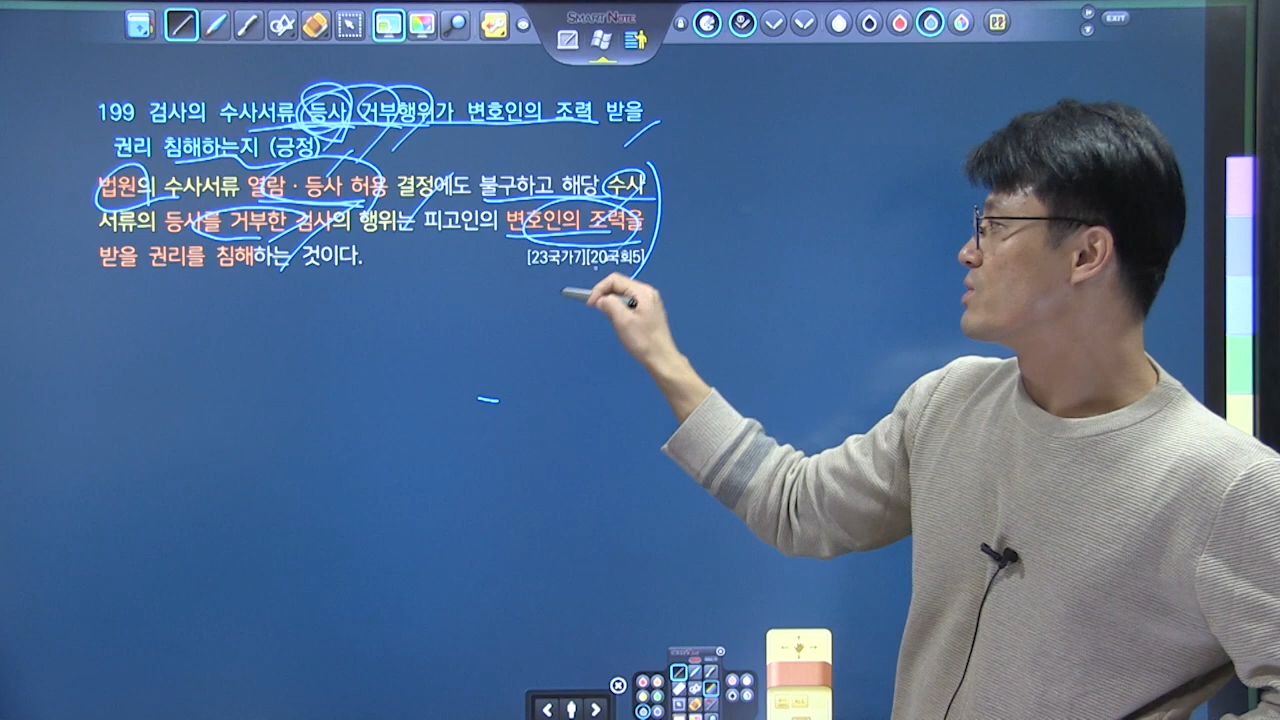 SMART NOTE
EXIT
199 검사의 수사서류 등사 거부행위가 변호인의 조력 받을
권리 침해하는지 (긍정)
법원의 수사서류 열람·등사 허용 결정에도 불구하고 해당 수사
서류의 등사를 거부한 검사의 행위는 피고인의 변호인의 조력을
받을 권리를 침해하는 것이다.
[23국가7][20국회5]